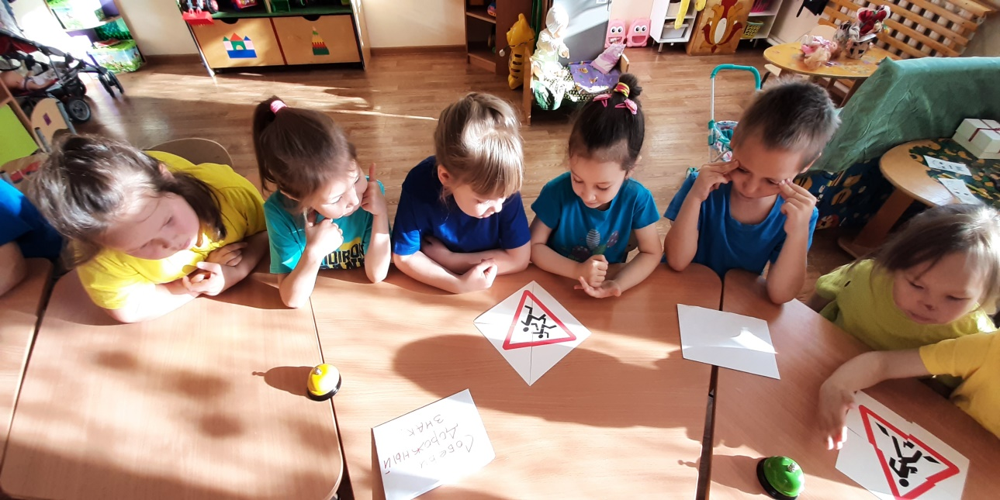 Собери
дорожный
знак